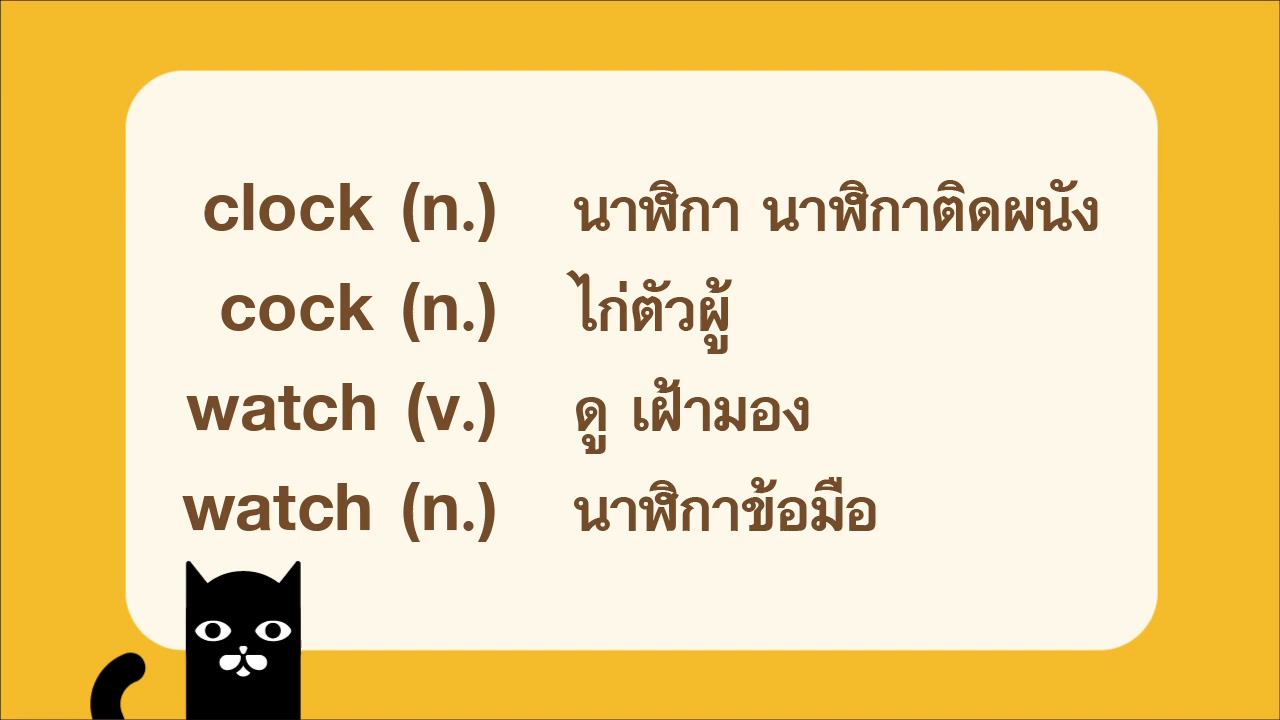 clock (n.) นาฬิกา นาฬิกาติดผนัง
cock (n.) ไก่ตัวผู้
watch (v.) ดู เฝ้ามอง
watch (n.) นาฬิกาข้อมือ